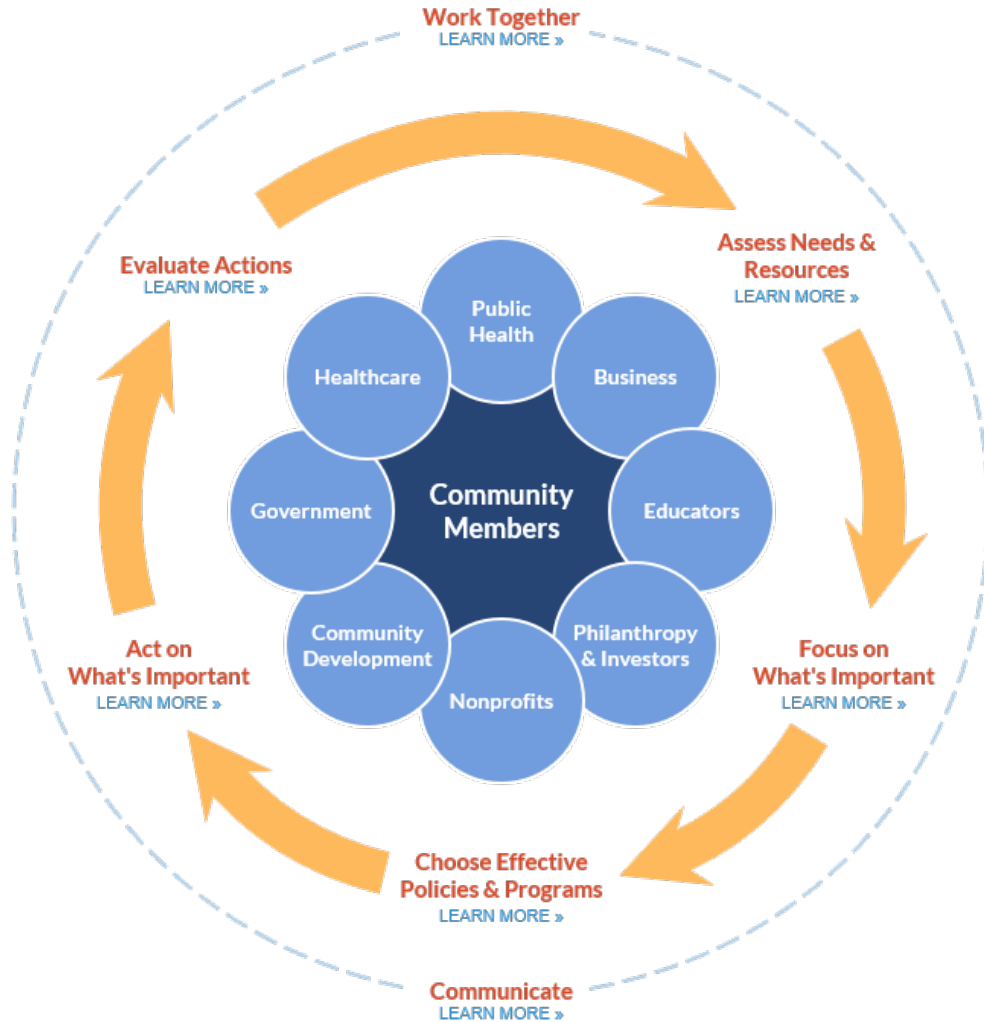 Work Together
LEARN MORE »
Assess Needs &
Resources
LEARN MORE »
Focus on
What's Important
LEARN MORE »
Choose Effective
Policies & Programs
LEARN MORE »
Act on
What's Important
LEARN MORE »
Evaluate Actions
LEARN MORE »
Public
Health
Business
Educators
Philanthropy
& Investors
Nonprofits
Community
Development
Government
Healthcare
Community
Members
Communicate
LEARN MORE »